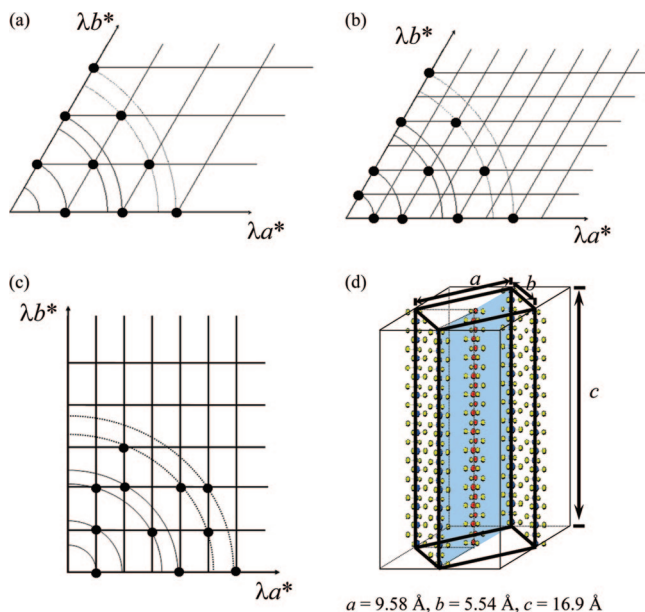 (a)
λb*
λa*
(b)
λb*
λa*
(c)
λb*
λa*
(d)
a
b
c
a = 9.58 Å, b = 5.54 Å, c = 16.9 Å